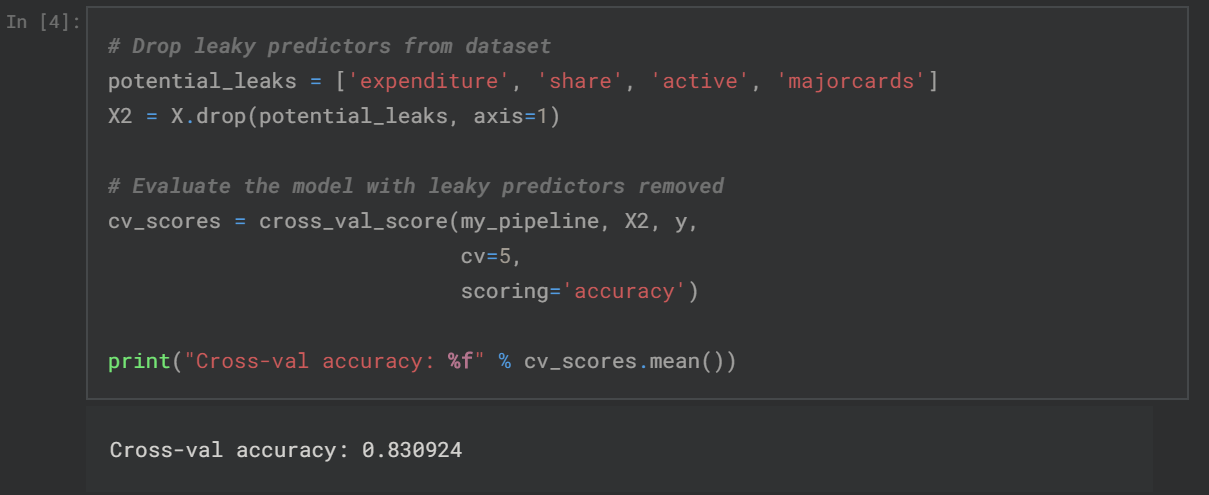 In [4]:
# Drop leaky predictors from dataset
potential_leaks = ['expenditure', 'share', 'active', 'majorcards']
X2 = X.drop(potential_leaks, axis=1)
# Evaluate the model with leaky predictors removed
cv_scores = cross_val_score(my_pipeline, X2, y,
cv=5,
scoring='accuracy')
print("Cross-val accuracy: %f" % cv_scores.mean())
Cross-val accuracy: 0.830924